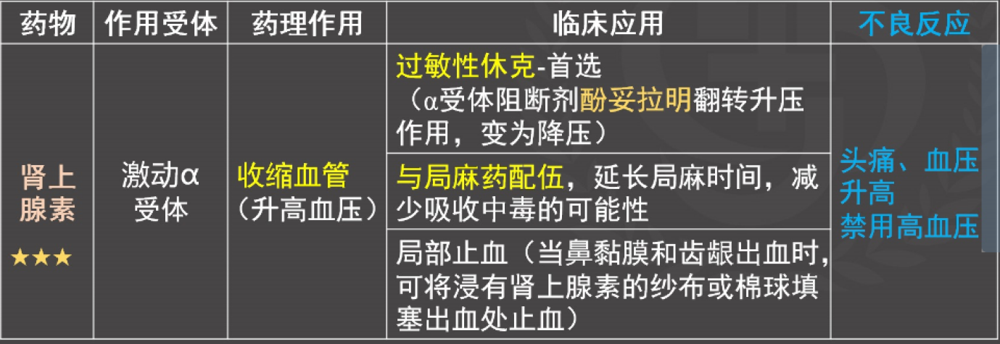 药物
作用受体
药理作用
临床应用
不良反应
肾上
腺素
★★★
激动α
受体
收缩血管
(升高血压)
过敏性休克-首选
（α受体阻断剂酚妥拉明翻转升压
作用，变为降压）
与局麻药配伍，延长局麻时间，减
少吸收中毒的可能性
局部止血（当鼻黏膜和齿龈出血时，
可将浸有肾上腺素的纱布或棉球填
塞出血处止血）
头痛、血压
升高
禁用高血压